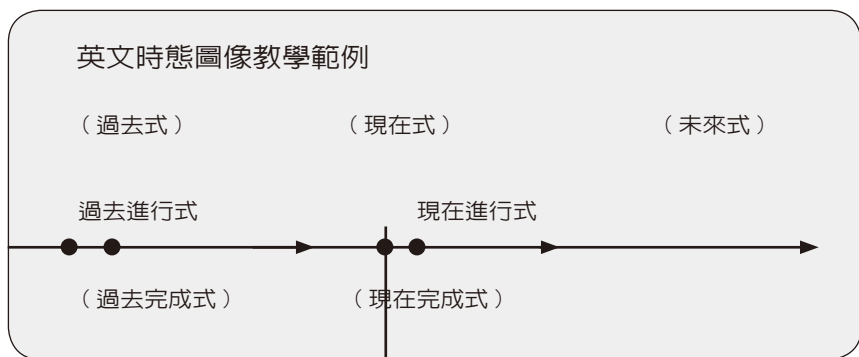 英文時態圖像教學範例
（過去式） （現在式） （未來式）
過去進行式 現在進行式
（過去完成式） （現在完成式）